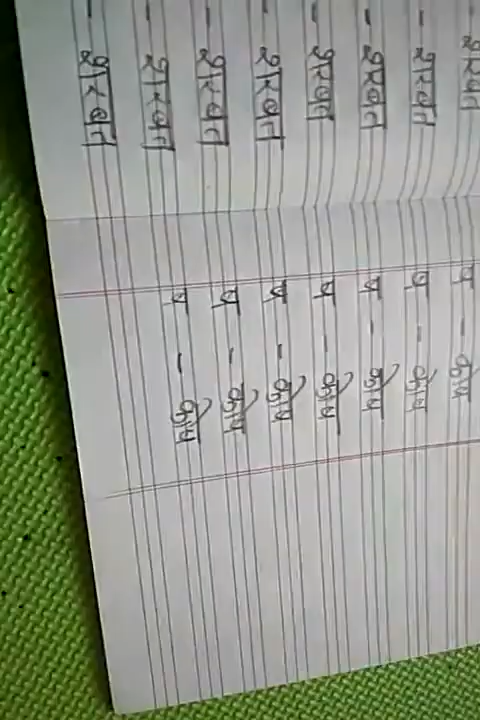 - शरबत
- शरबत
- शरबत
- शरबत
- शरबत
- शरबत
- शरबत
- शरबत
ष - कोष
ष - कोष
ष - कोष
ष - कोष
ष - कोष
ष - कोष
ष - कोष